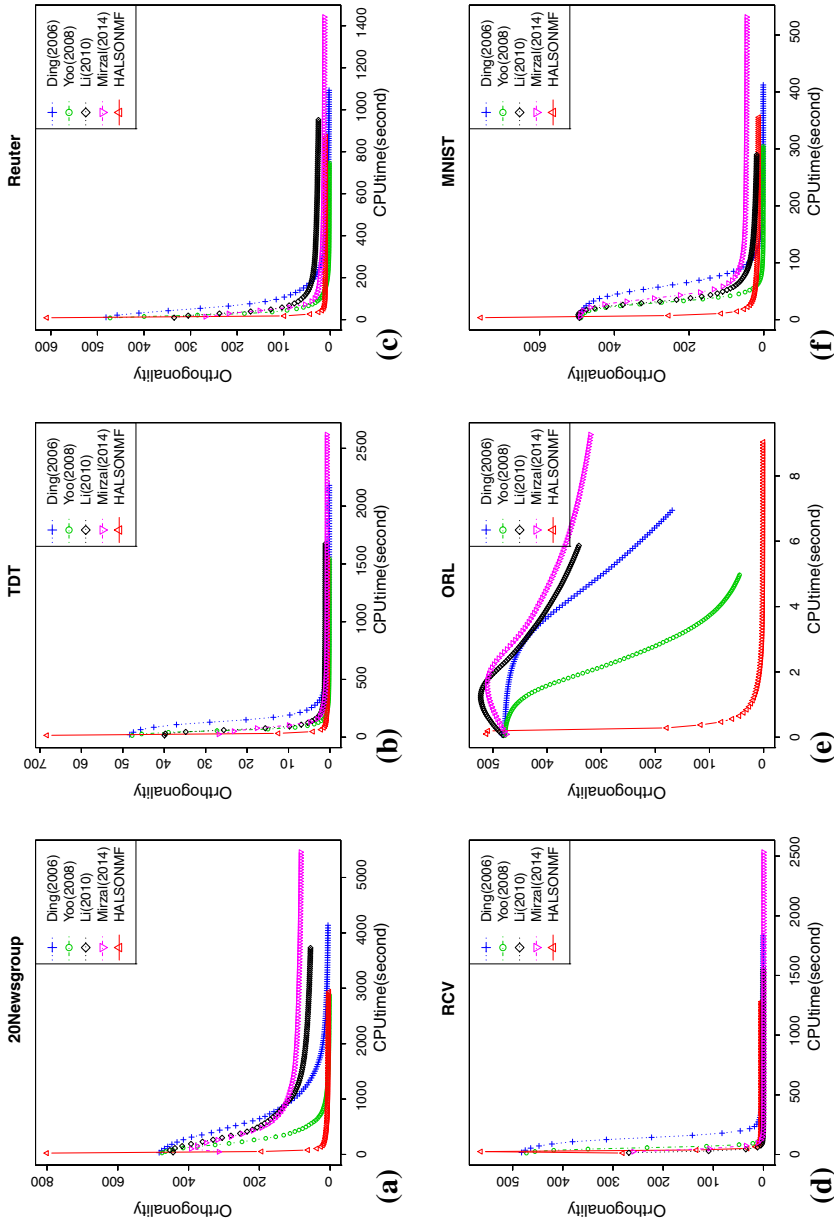 20Newsgroup
Orthogonality
800
600
400
200
0
Ding(2006)
Yoo(2008)
Li(2010)
Mirzal(2014)
HALSONMF
0
1000
2000
3000
4000
5000
CPUtime(second)
(a)
TDT
Orthogonality
70
60
50
40
30
20
10
0
Ding(2006)
Yoo(2008)
Li(2010)
Mirzal(2014)
HALSONMF
0
500
1000
1500
2000
2500
CPUtime(second)
(b)
Reuter
Orthogonality
600
500
400
300
200
100
0
Ding(2006)
Yoo(2008)
Li(2010)
Mirzal(2014)
HALSONMF
0
200
400
600
800
1000
1200
1400
CPUtime(second)
(c)
RCV
Orthogonality
500
400
300
200
100
0
Ding(2006)
Yoo(2008)
Li(2010)
Mirzal(2014)
HALSONMF
0
500
1000
1500
2000
2500
CPUtime(second)
(d)
ORL
Orthogonality
500
400
300
200
100
0
Ding(2006)
Yoo(2008)
Li(2010)
Mirzal(2014)
HALSONMF
0
2
4
6
8
CPUtime(second)
(e)
MNIST
Orthogonality
600
400
200
0
Ding(2006)
Yoo(2008)
Li(2010)
Mirzal(2014)
HALSONMF
0
100
200
300
400
500
CPUtime(second)
(f)